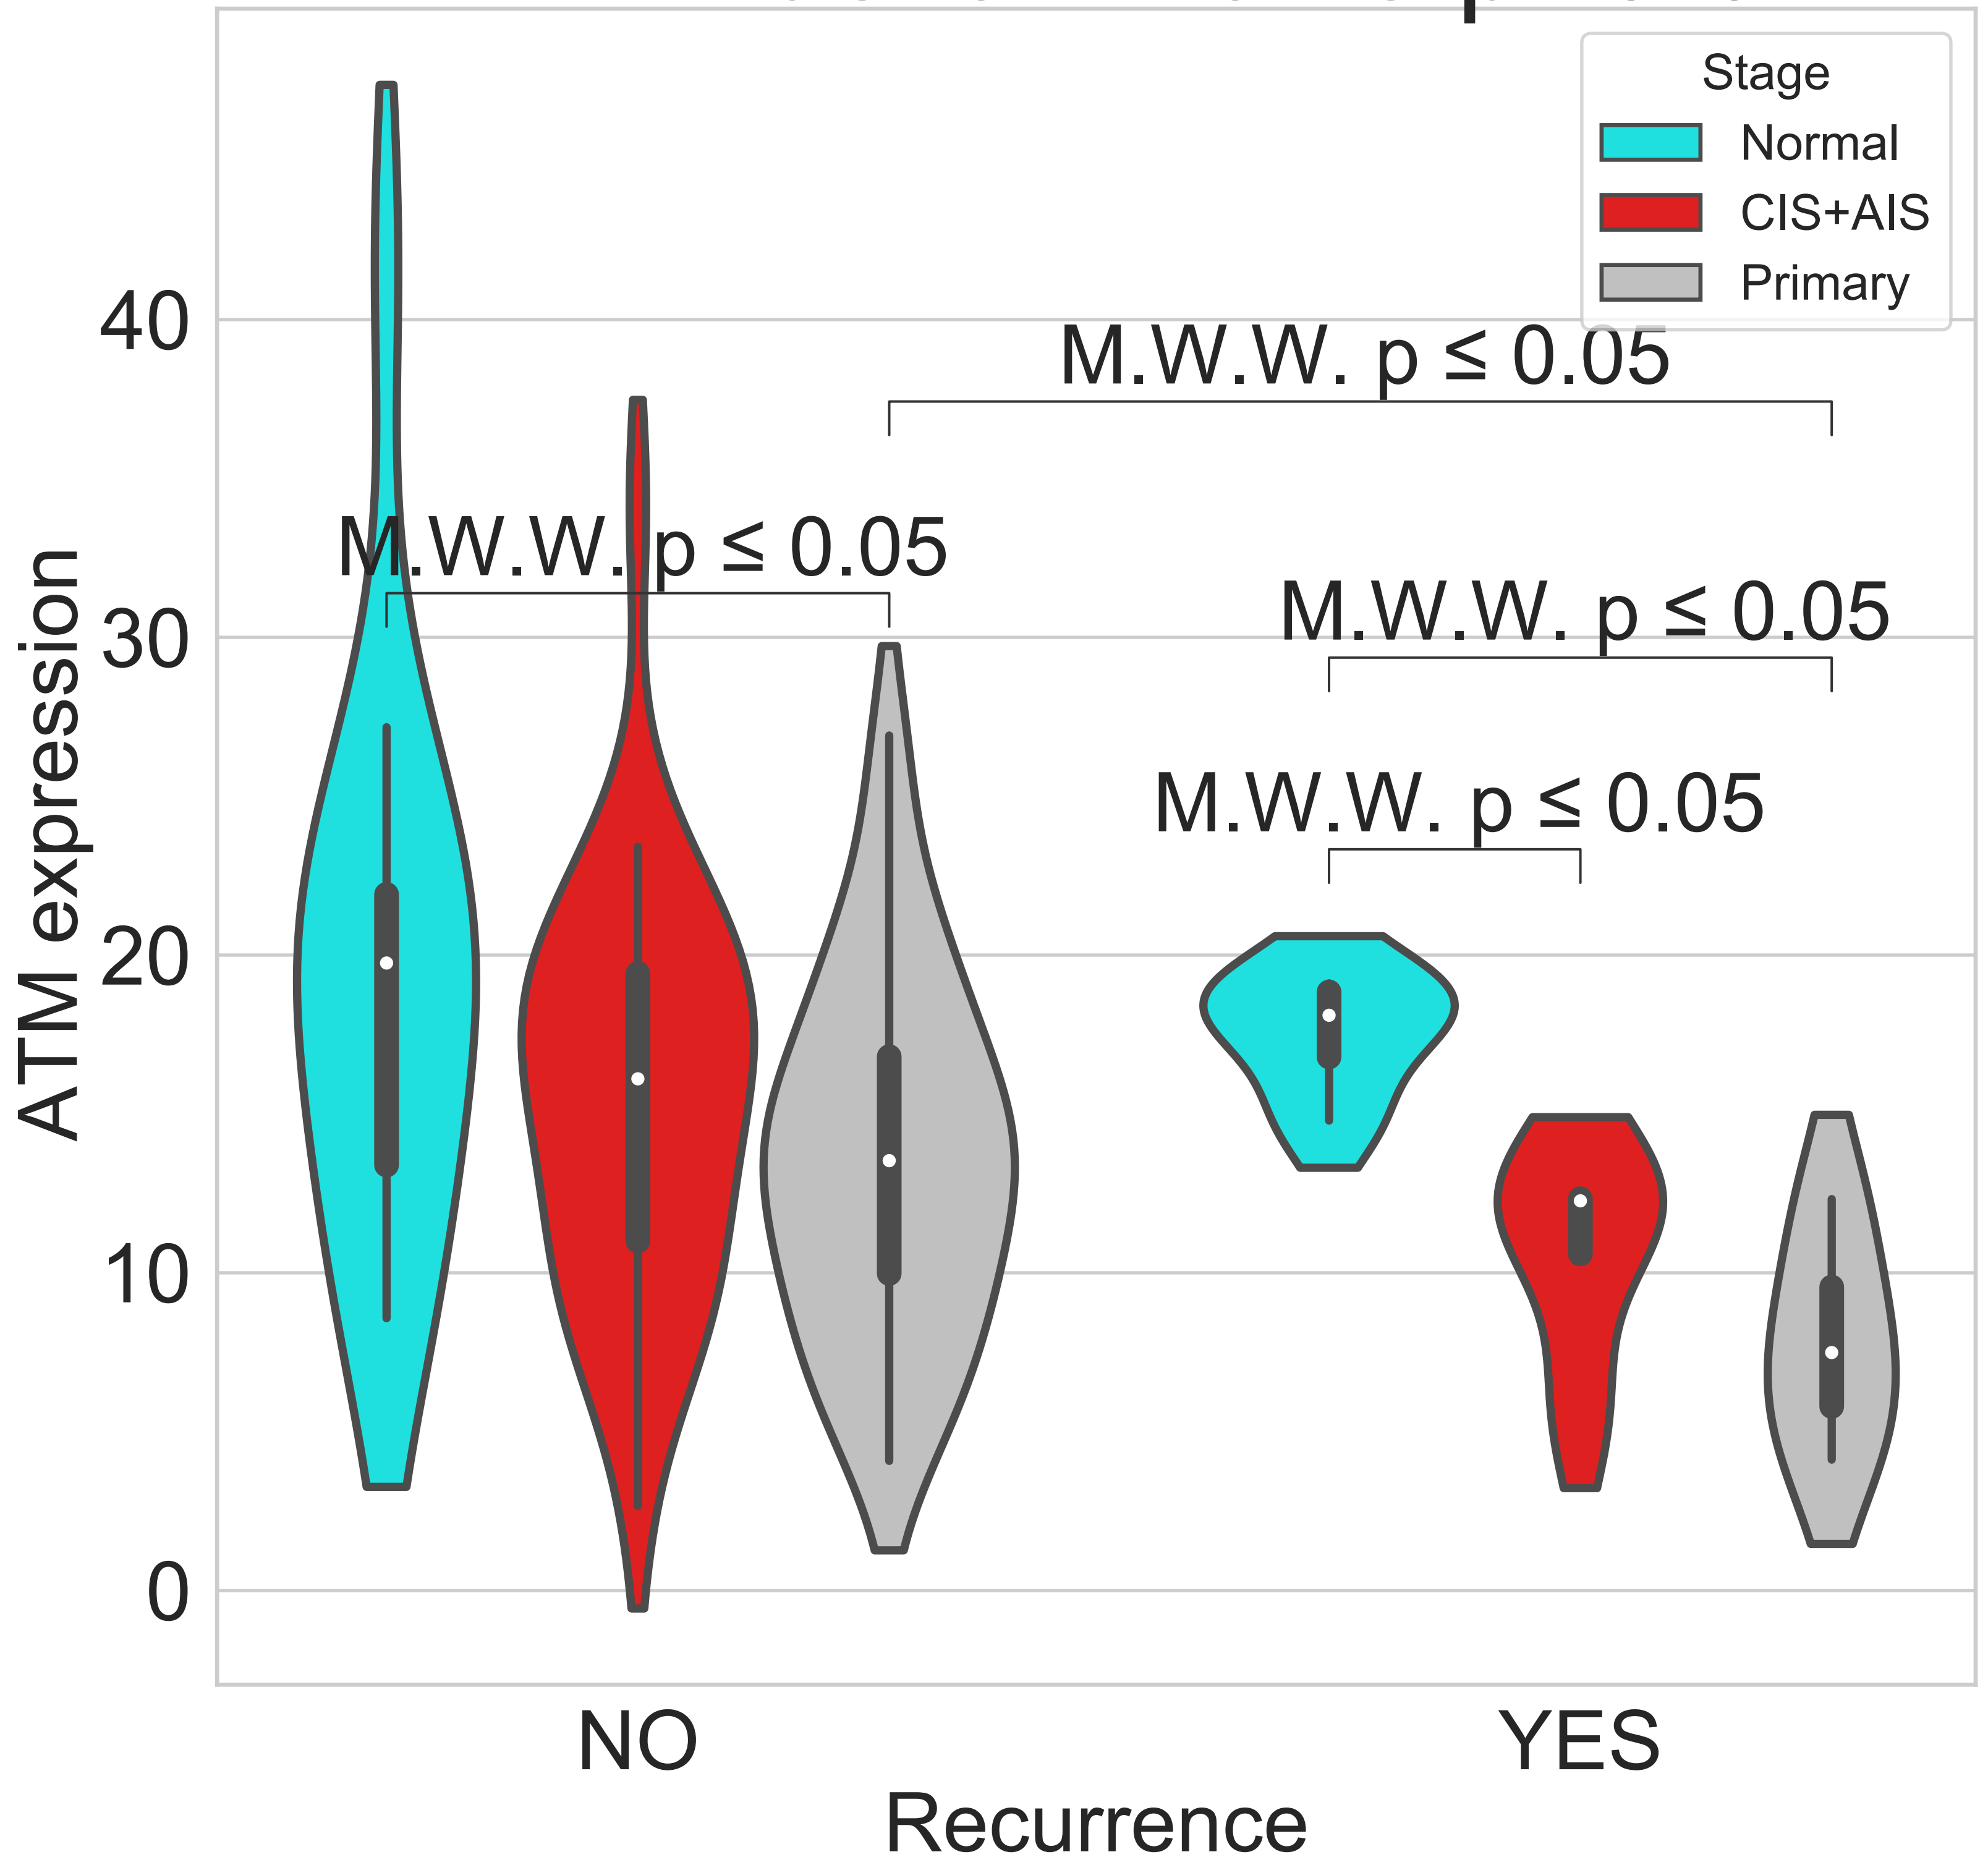 Stage
Normal
CIS+AIS
Primary
M.W.W. p ≤ 0.05
M.W.W. p ≤ 0.05
M.W.W. p ≤ 0.05
M.W.W. p ≤ 0.05
ATM expression
40
30
20
10
0
NO
YES
Recurrence